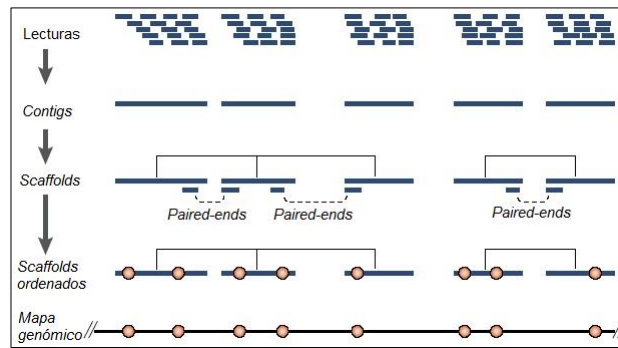 Lecturas
Contigs
Scaffolds
Paired-ends
Paired-ends
Paired-ends
Scaffolds
ordenados
Mapa
genómico